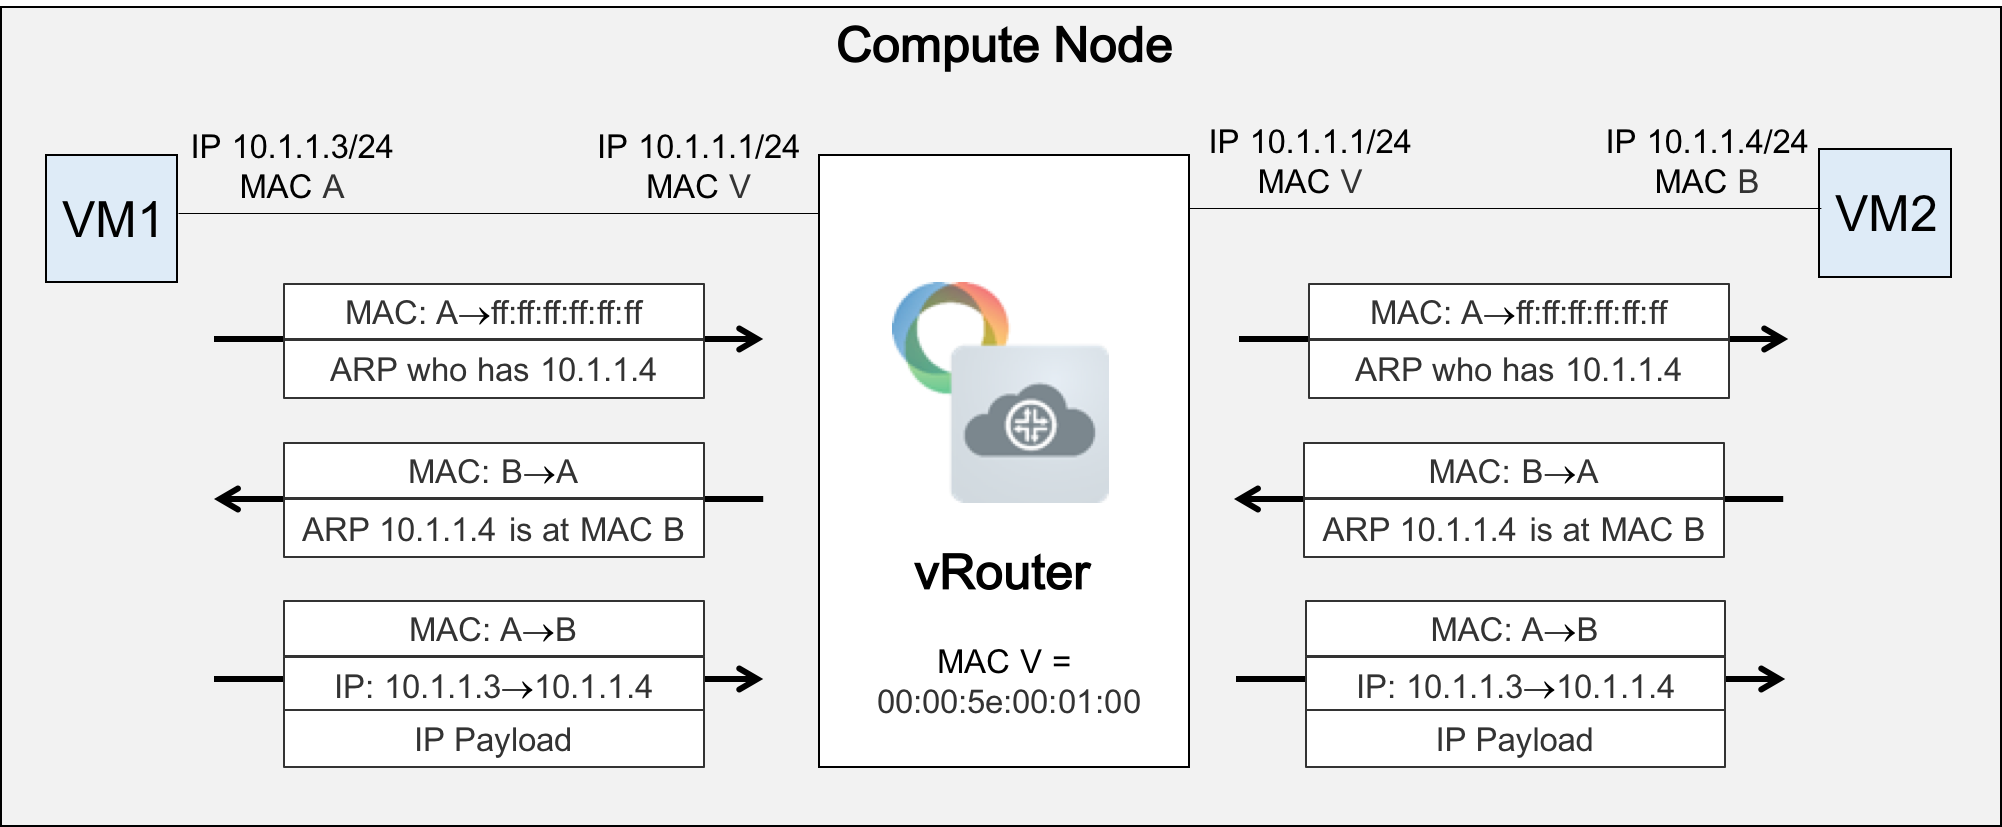 Compute Node
IP 10.1.1.3/24
MAC A
IP 10.1.1.1/24
MAC V
IP 10.1.1.1/24
MAC V
IP 10.1.1.4/24
MAC B
VM1
VM2
MAC: A→ff:ff:ff:ff:ff:ff
ARP who has 10.1.1.4
MAC: B→A
ARP 10.1.1.4 is at MAC B
MAC: A→B
IP: 10.1.1.3→10.1.1.4
IP Payload
vRouter
MAC V =
00:00:5e:00:01:00
MAC: A→ff:ff:ff:ff:ff:ff
ARP who has 10.1.1.4
MAC: B→A
ARP 10.1.1.4 is at MAC B
MAC: A→B
IP: 10.1.1.3→10.1.1.4
IP Payload